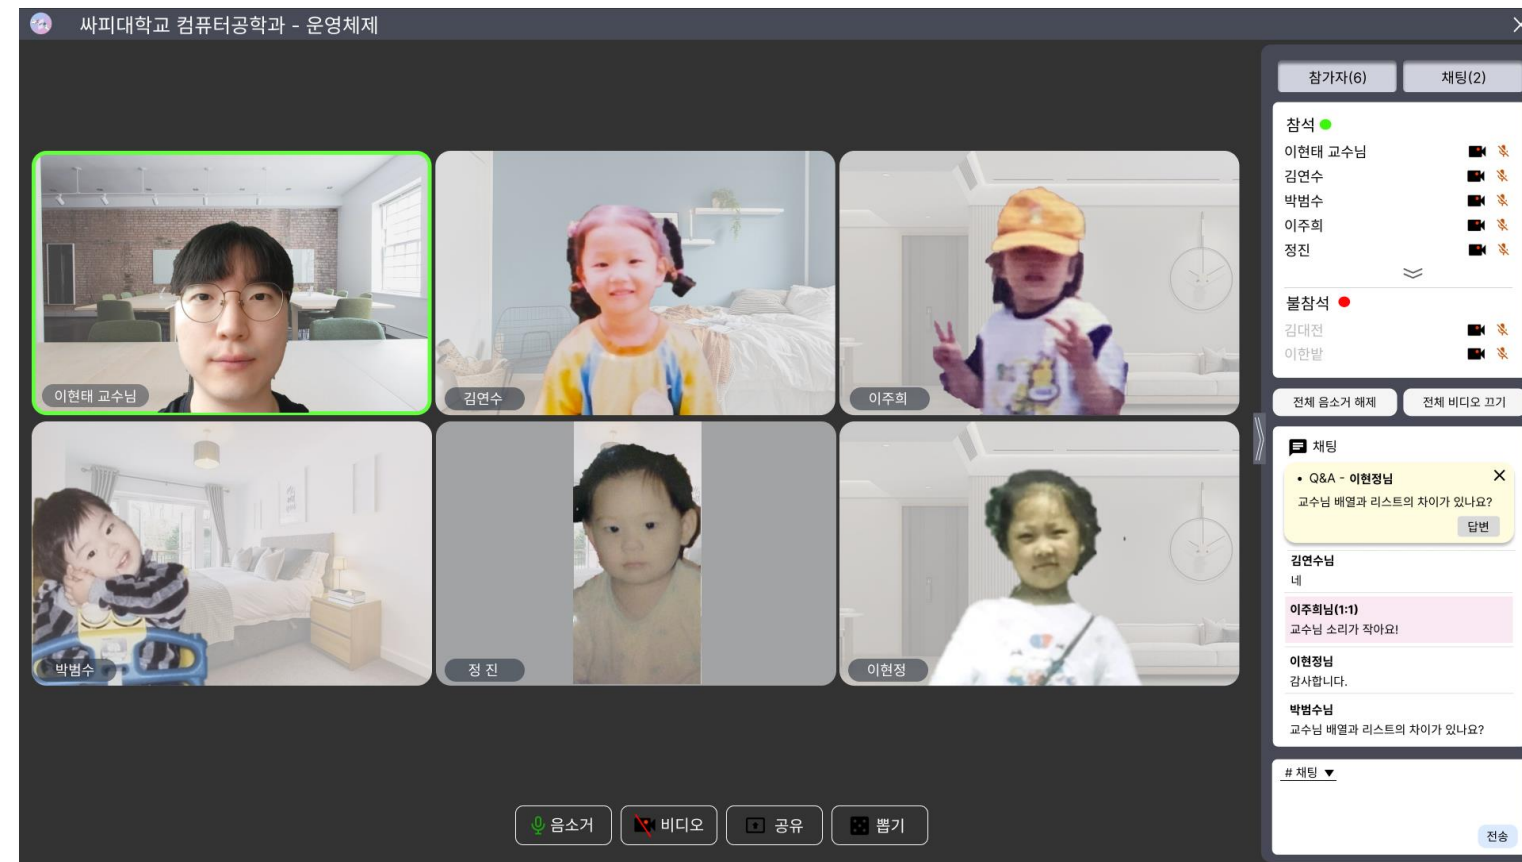 싸피대학교 컴퓨터공학과 - 운영체제
이현태 교수님
김연수
이주희
박범수
정 진
이현정
음소거
비디오
공유
뽑기
참가자(6)
채팅(2)
참석
이현태 교수님
김연수
박범수
이주희
정진
불참석
김대전
이한밭
전체 음소거 해제
전체 비디오 끄기
채팅
• Q&A - 이현정님
교수님 배열과 리스트의 차이가 있나요?
답변
김연수님
네
이주희님(1:1)
교수님 소리가 작아요!
이현정님
감사합니다.
박범수님
교수님 배열과 리스트의 차이가 있나요?
# 채팅 ▼
전송